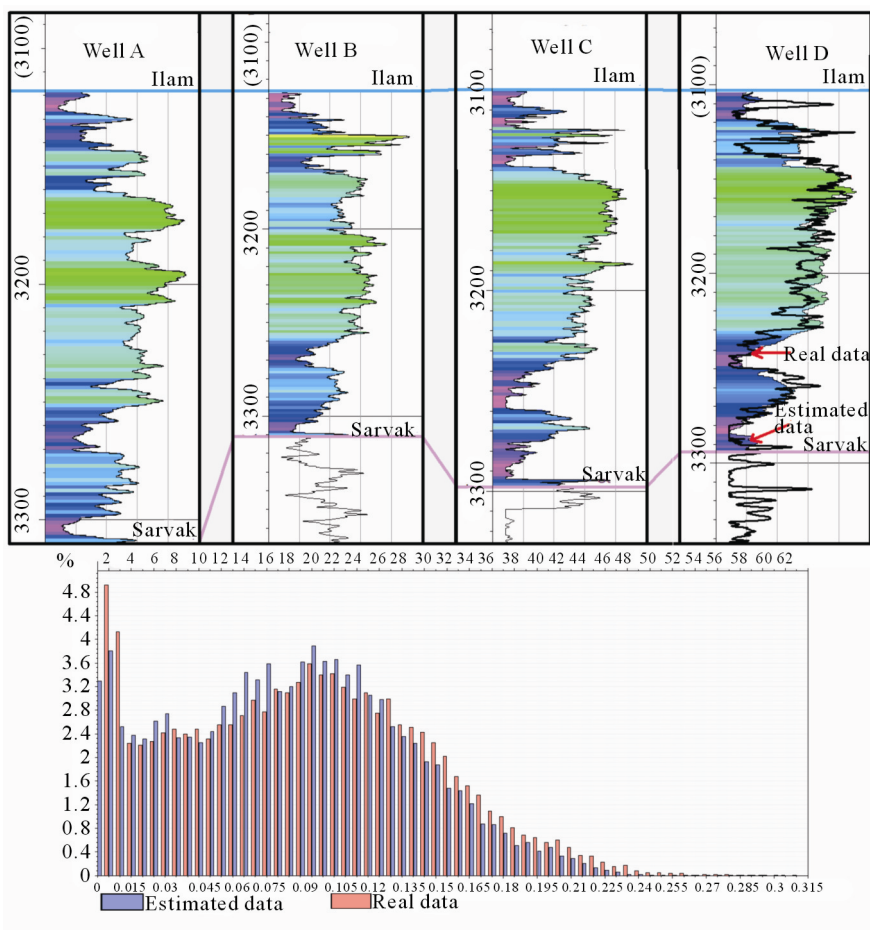 Well A
Well B
Well C
Well D
(3100)
(3100)
3100
(3100)
Ilam
Ilam
Ilam
Ilam
3200
3200
3200
3200
Real data
Estimated
data
3300
3300
3300
3300
Sarvak
Sarvak
Sarvak
Sarvak
% 2 4 6 8 10 12 14 16 18 20 22 24 26 28 30 32 34 36 38 40 42 44 46 48 50 52 54 56 58 60 62
4.8
4.4
4
3.6
3.2
2.8
2.4
2
1.6
1.2
0.8
0.4
0
0 0.015 0.03 0.045 0.06 0.075 0.09 0.105 0.12 0.135 0.15 0.165 0.18 0.195 0.21 0.225 0.24 0.255 0.27 0.285 0.3 0.315
Estimated data Real data